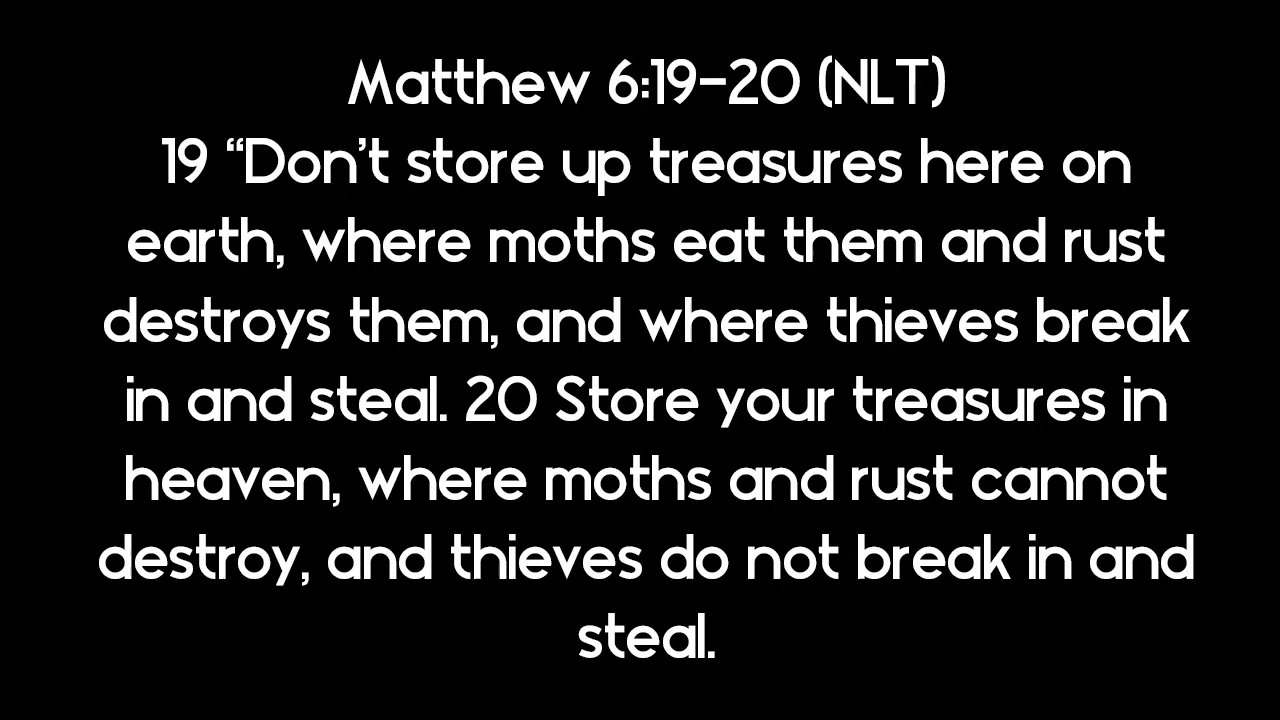 Matthew 6:19-20 (NLT)
19 “Don’t store up treasures here on
earth, where moths eat them and rust
destroys them, and where thieves break
in and steal. 20 Store your treasures in
heaven, where moths and rust cannot
destroy, and thieves do not break in and
steal.